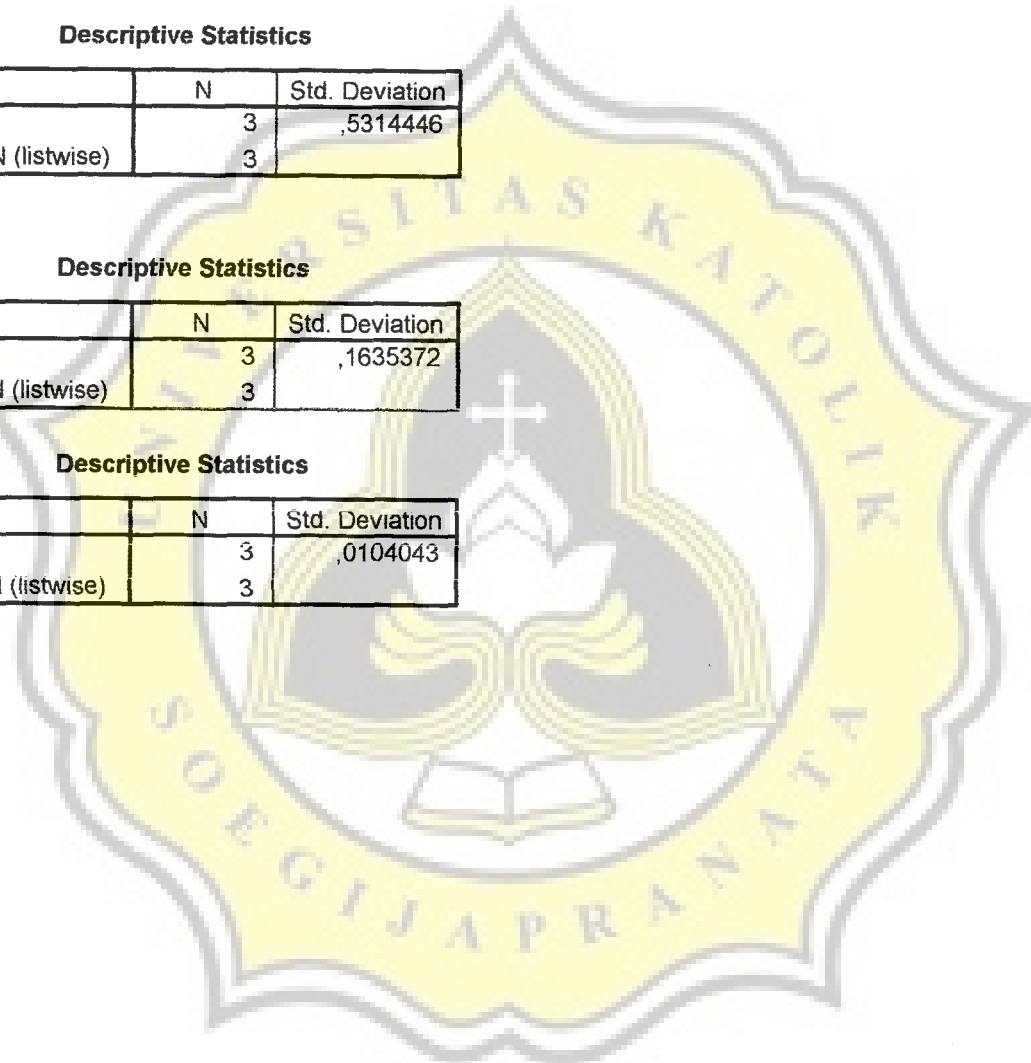 Descriptive Statistics
N Std. Deviation
3 ,5314446
N (listwise) 3
Descriptive Statistics
N Std. Deviation
3 ,1635372
(listwise) 3
Descriptive Statistics
N Std. Deviation
3 ,0104043
(listwise) 3
UNIVERSITAS KATOLIK
SOEGIJAPRANATA